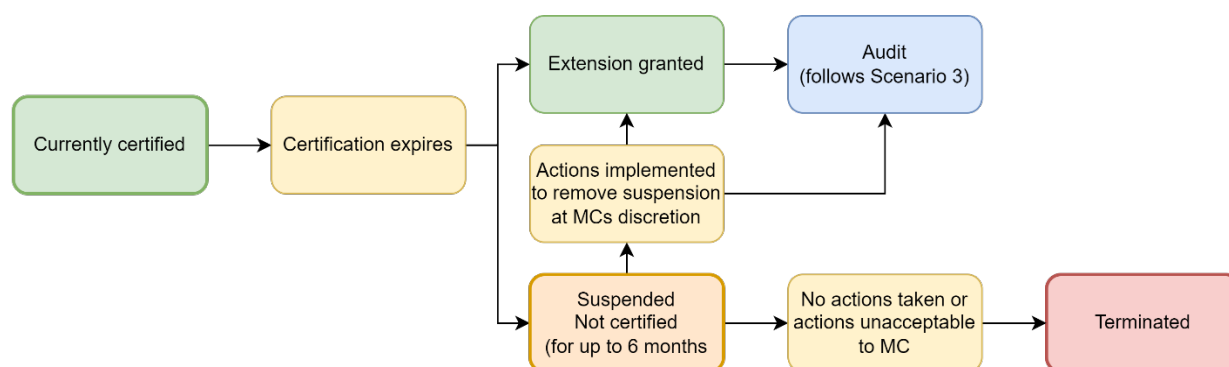 Extension granted
Audit
(follows Scenario 3)
Currently certified
Certification expires
Actions implemented
to remove suspension
at MCs discretion
Suspended
Not certified
(for up to 6 months
No actions taken or
actions unacceptable
to MC
Terminated